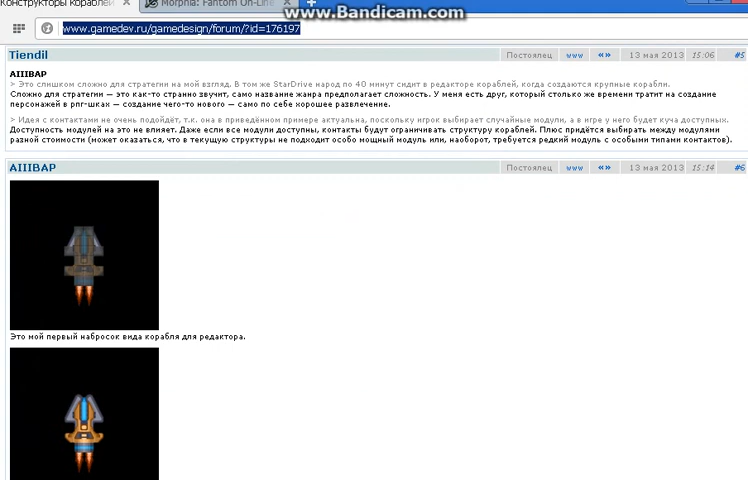 www.Bandicam.com
Конструкторы кораблей
Morphia: Fantom On-Line
www.gamedev.ru/gamedesign/forum/?id=176197
Tiendil Постоялец www «» 13 мая 2013 15:06 #5
AIIIBAP
> Это слишком сложно для стратегии на мой взгляд. В том же StarDrive народ по 40 минут сидит в редакторе кораблей, когда создаются крупные корабли.
Сложно для стратегии — это как-то странно звучит, само название жанра предполагает сложность. У меня есть друг, который столько же времени тратит на создание
персонажей в рпг-шках — создание чего-то нового — само по себе хорошее развлечение.
> Идея с контактами не очень подойдёт, т.к. она в приведённом примере актуальна, поскольку игрок выбирает случайные модули, а в игре у него будет куча доступных.
Доступность модулей на это не влияет. Даже если все модули доступны, контакты будут ограничивать структуру кораблей. Плюс придётся выбирать между модулями
разной стоимости (может оказаться, что в текущую структуру не подходит особо мощный модуль или, наоборот, требуется редкий модуль с особыми типами контактов).
AIIIBAP Постоялец www «» 13 мая 2013 15:14 #6
Это мой первый набросок вида корабля для редактора.